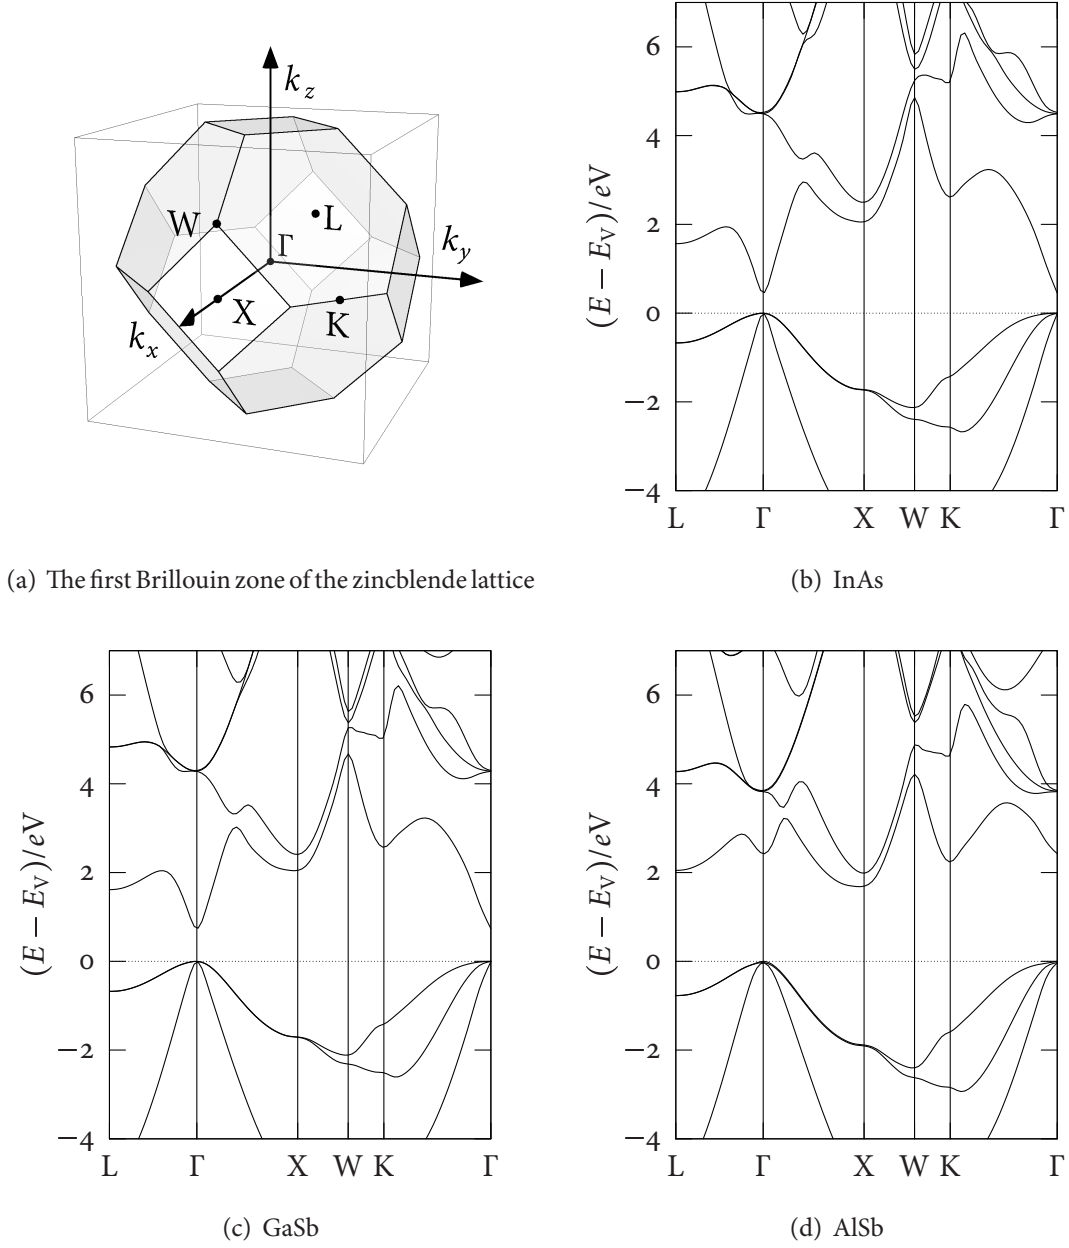 k_z
W
L
Γ
k_y
X
K
k_x
(a) The first Brillouin zone of the zincblende lattice
(E − E_V)/eV
6
4
2
0
−2
−4
L Γ X W K Γ
(b) InAs
(E − E_V)/eV
6
4
2
0
−2
−4
L Γ X W K Γ
(c) GaSb
(E − E_V)/eV
6
4
2
0
−2
−4
L Γ X W K Γ
(d) AlSb